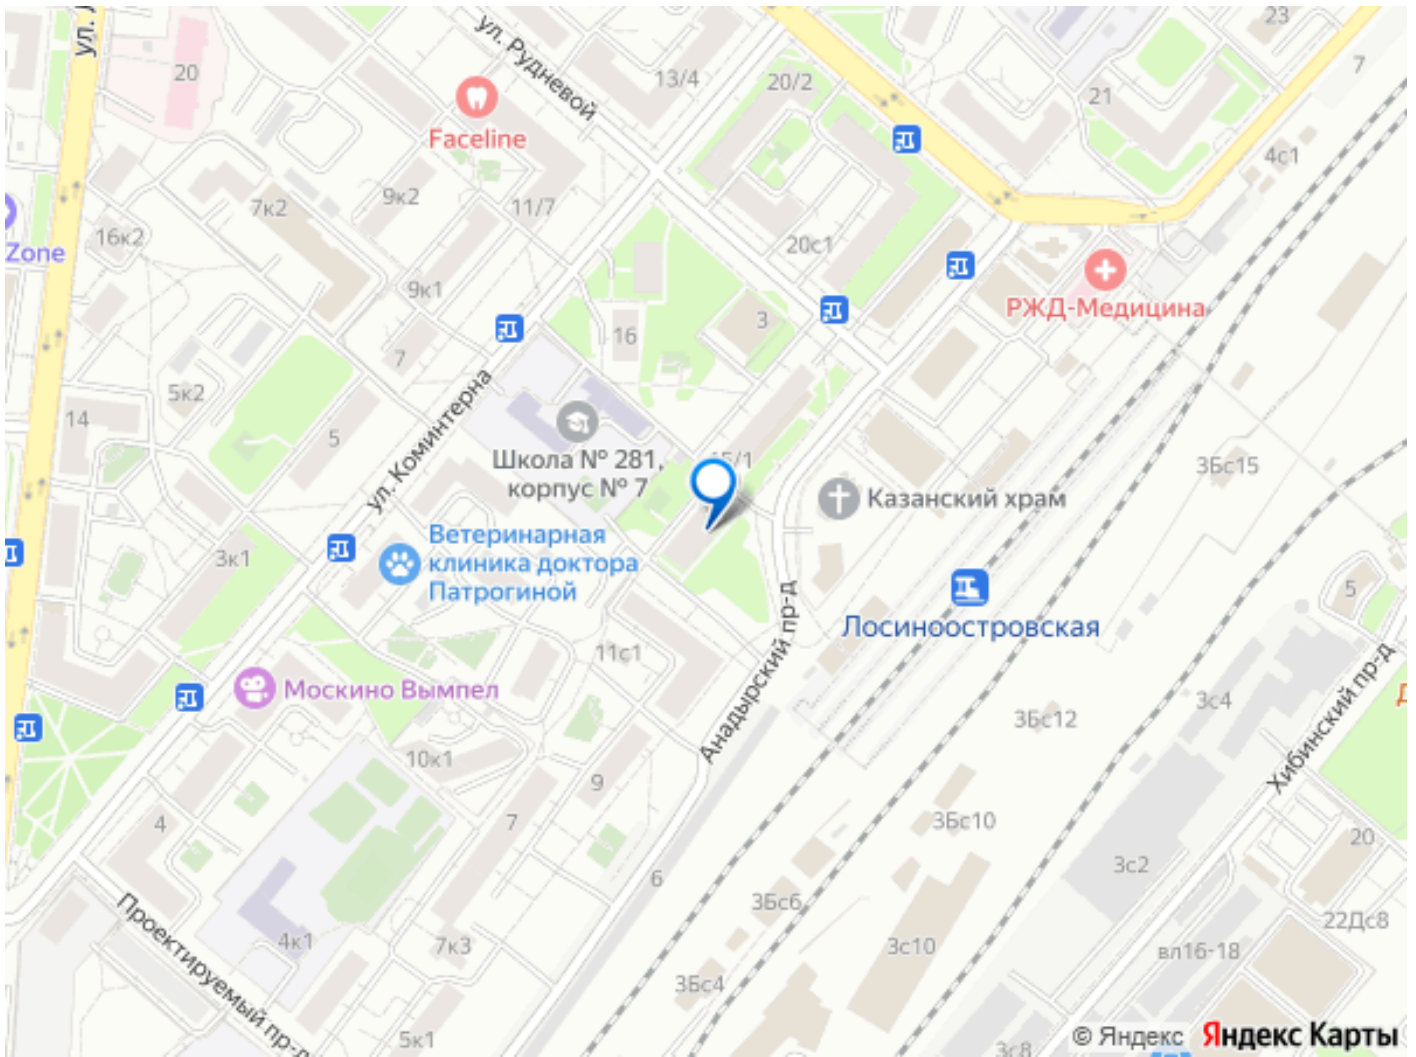 ул. Рудневой
23
7
20
13/4
20/2
21
Faceline
4с1
9к2
7к2
11/7
16к2
20с1
Zone
9к1
РЖД-Медицина
16
3
7
5к2
14
5
ул. Коминтерна
Школа № 281,
корпус № 7
15/1
3Бс15
Казанский храм
Ветеринарная
клиника доктора
Патрогиной
3к1
5
Лосиноостровская
11с1
Москино Вымпел
3с4
3Бс12
Анадырский пр-д
Хибинский пр-д
10к1
9
4
7
3Бс10
20
3с2
6
3Бс6
22Дс8
Проектируемый пр-д
4к1
7к3
3с10
вл16-18
3Бс4
5к1
3с8
© Яндекс Яндекс Карты